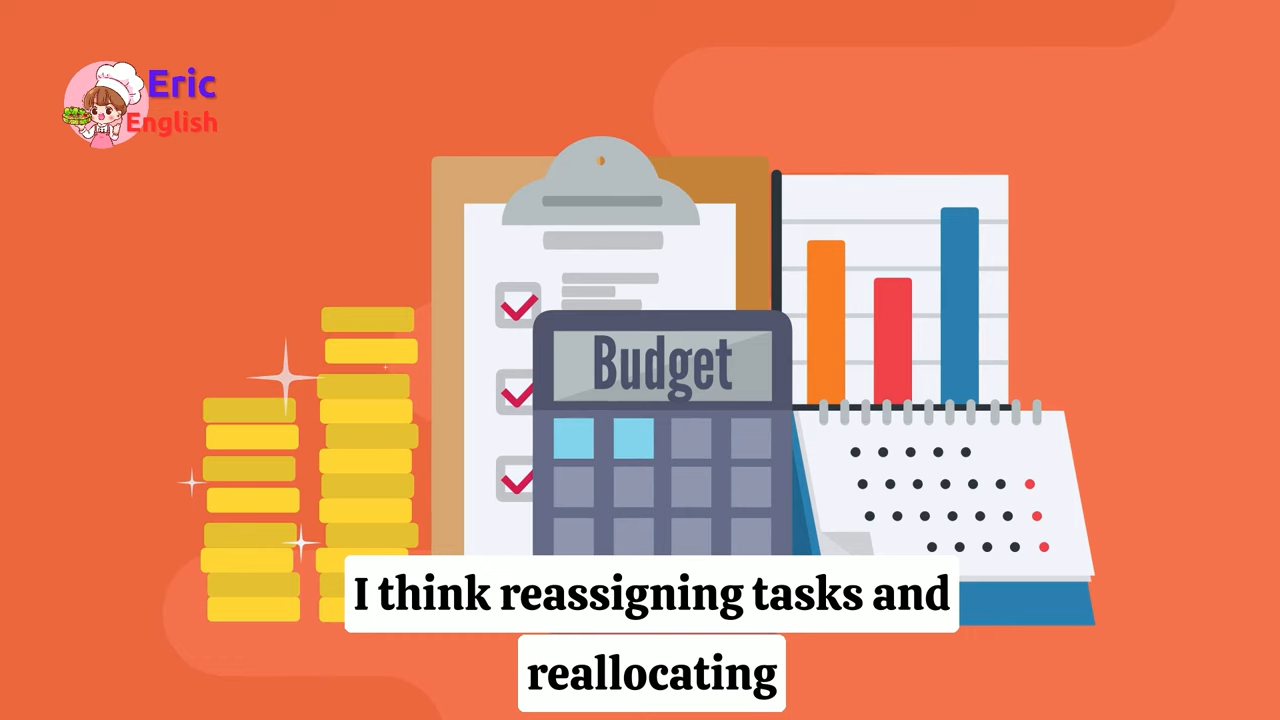 Eric
English
Budget
I think reassigning tasks and
reallocating